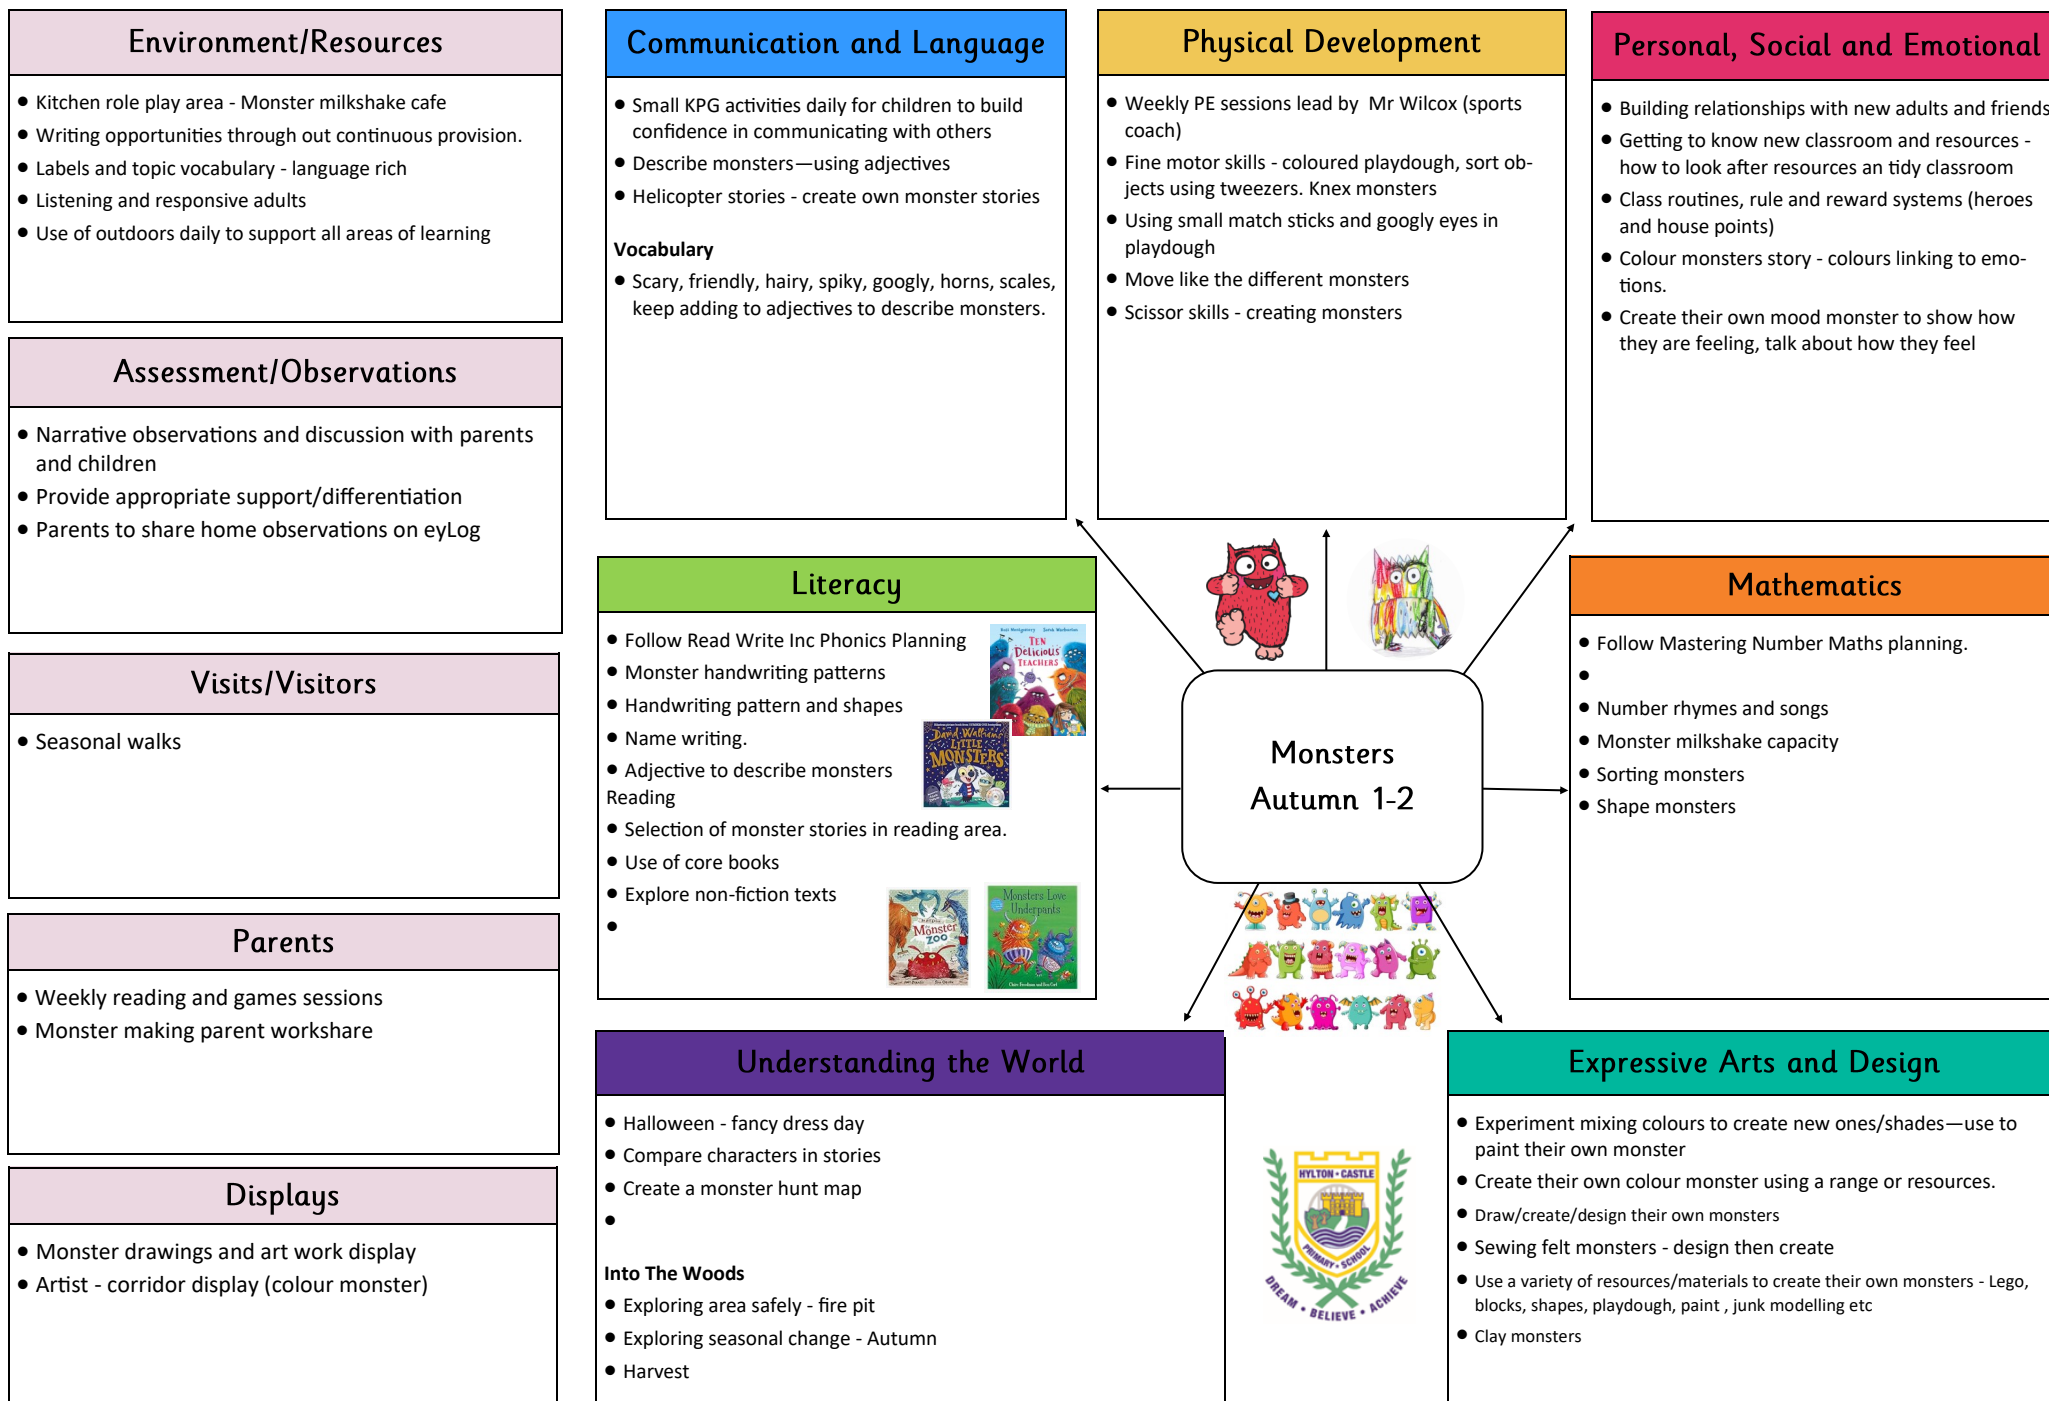 Environment/Resources
• Kitchen role play area - Monster milkshake cafe
• Writing opportunities through out continuous provision.
• Labels and topic vocabulary - language rich
• Listening and responsive adults
• Use of outdoors daily to support all areas of learning
Assessment/Observations
• Narrative observations and discussion with parents
and children
• Provide appropriate support/differentiation
• Parents to share home observations on eyLog
Visits/Visitors
• Seasonal walks
Parents
• Weekly reading and games sessions
• Monster making parent workshare
Displays
• Monster drawings and art work display
• Artist - corridor display (colour monster)
Communication and Language
• Small KPG activities daily for children to build
confidence in communicating with others
• Describe monsters—using adjectives
• Helicopter stories - create own monster stories
Vocabulary
• Scary, friendly, hairy, spiky, googly, horns, scales,
keep adding to adjectives to describe monsters.
Physical Development
• Weekly PE sessions lead by  Mr Wilcox (sports
coach)
• Fine motor skills - coloured playdough, sort ob-
jects using tweezers. Knex monsters
• Using small match sticks and googly eyes in
playdough
• Move like the different monsters
• Scissor skills - creating monsters
Personal, Social and Emotional
• Building relationships with new adults and friends
• Getting to know new classroom and resources -
how to look after resources an tidy classroom
• Class routines, rule and reward systems (heroes
and house points)
• Colour monsters story - colours linking to emo-
tions.
• Create their own mood monster to show how
they are feeling, talk about how they feel
Literacy
• Follow Read Write Inc Phonics Planning
• Monster handwriting patterns
• Handwriting pattern and shapes
• Name writing.
• Adjective to describe monsters
Reading
• Selection of monster stories in reading area.
• Use of core books
• Explore non-fiction texts
•
Ross Montgomery Sarah Warburton
TEN
Delicious
TEACHERS
David Walliams
LITTLE
MONSTERS
Monster
ZOO
Monsters Love
Underpants
Claire Freedman and Ben Cort
Monsters
Autumn 1-2
Mathematics
• Follow Mastering Number Maths planning.
•
• Number rhymes and songs
• Monster milkshake capacity
• Sorting monsters
• Shape monsters
Understanding the World
• Halloween - fancy dress day
• Compare characters in stories
• Create a monster hunt map
•
Into The Woods
• Exploring area safely - fire pit
• Exploring seasonal change - Autumn
• Harvest
HYLTON • CASTLE
PRIMARY • SCHOOL
DREAM • BELIEVE • ACHIEVE
Expressive Arts and Design
• Experiment mixing colours to create new ones/shades—use to
paint their own monster
• Create their own colour monster using a range or resources.
• Draw/create/design their own monsters
• Sewing felt monsters - design then create
• Use a variety of resources/materials to create their own monsters - Lego,
blocks, shapes, playdough, paint , junk modelling etc
• Clay monsters